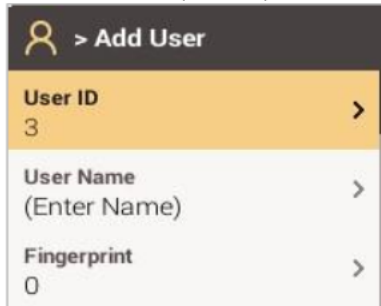 > Add User
User ID
3
User Name
(Enter Name)
Fingerprint
0